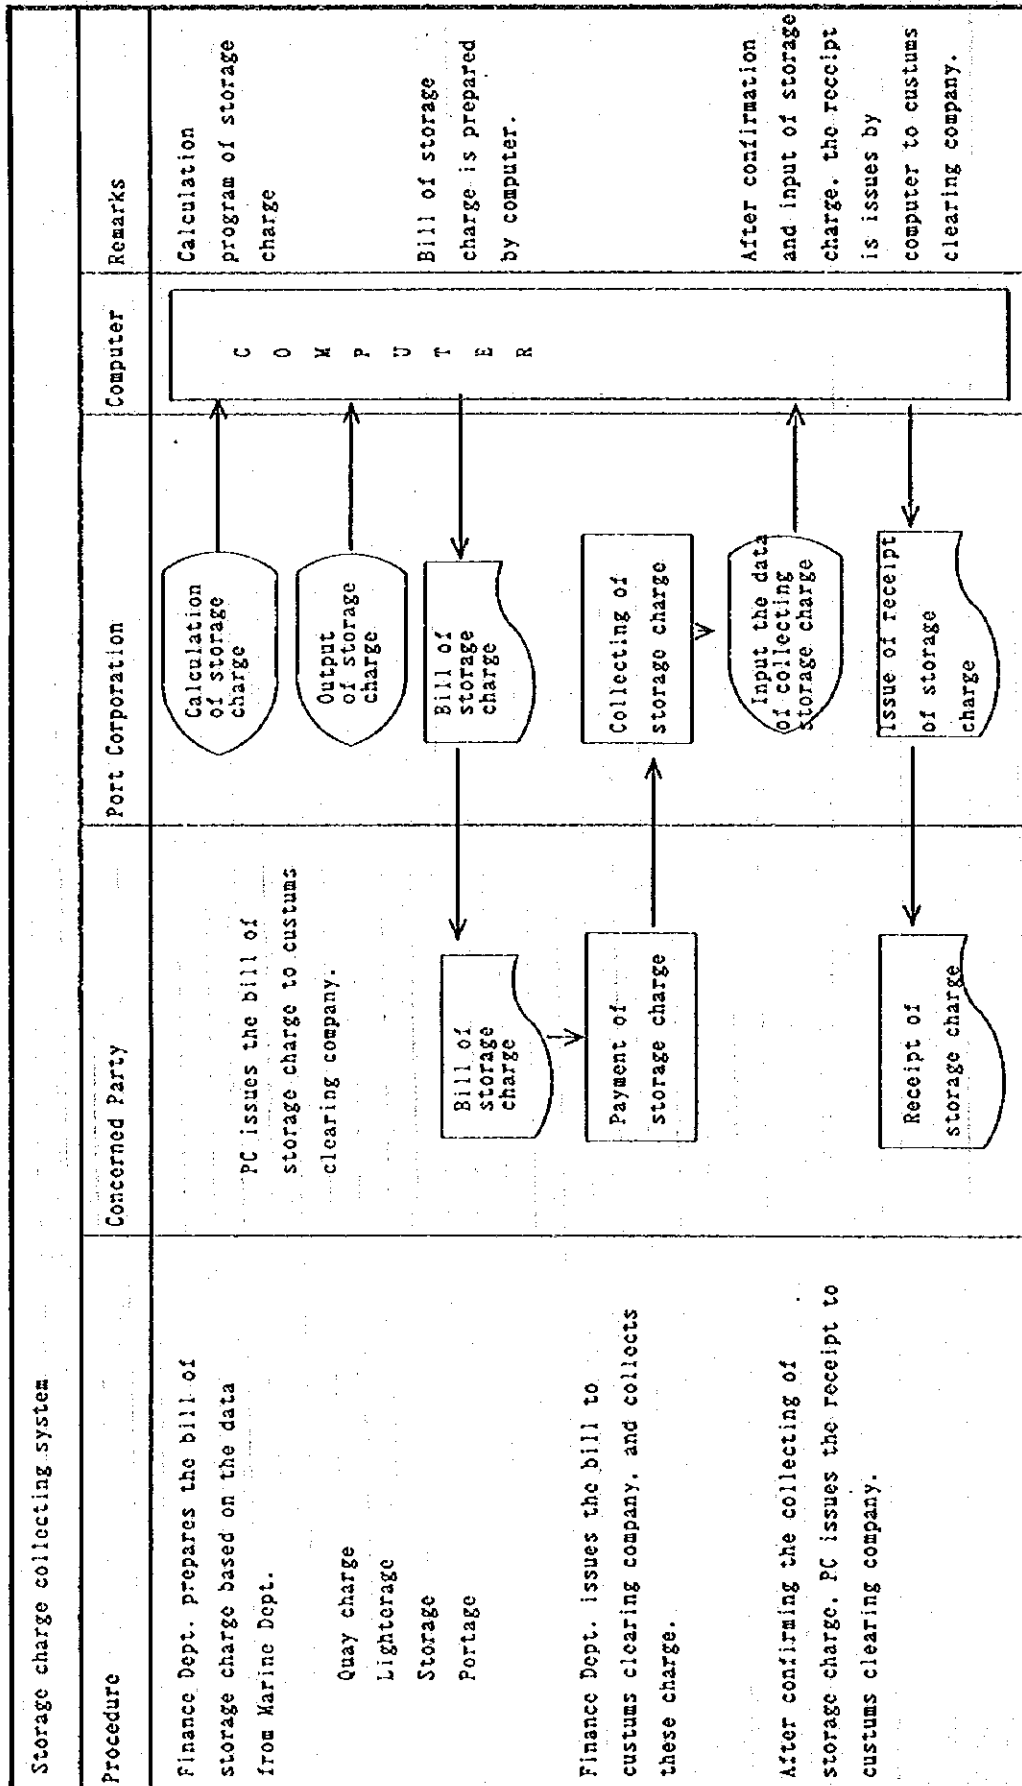 Storage charge collecting system
Procedure
Concerned Party
Port Corporation
Computer
Remarks
Finance Dept. prepares the bill of
storage charge based on the data
from Marine Dept.
Quay charge
Lighterage
Storage
Portage
Finance Dept. issues the bill to
custums clearing company, and collects
these charge.
After confirming the collecting of
storage charge, PC issues the receipt to
custums clearing company.
PC issues the bill of
storage charge to custums
clearing company.
Bill of
storage
charge
Payment of
storage charge
Receipt of
storage charge
Calculation
of storage
charge
Output
of storage
charge
Bill of
storage
charge
Collecting of
storage charge
Input the data
of collecting
storage charge
Issue of receipt
of storage
charge
C O M P U T E R
Calculation
program of storage
charge
Bill of storage
charge is prepared
by computer.
After confirmation
and input of storage
charge, the receipt
is issues by
computer to custums
clearing company.